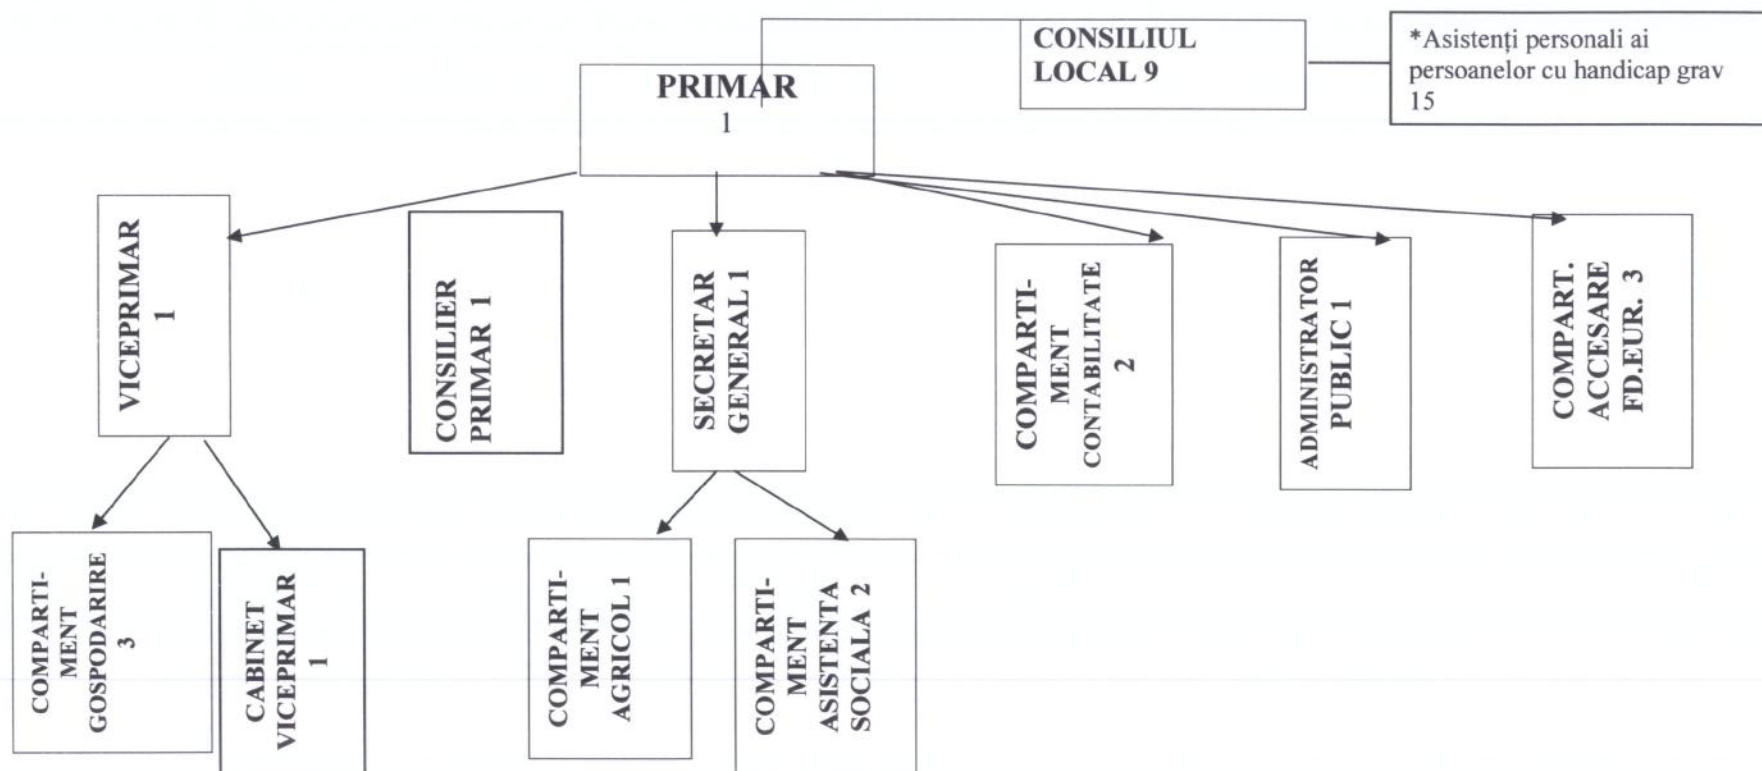 CONSILIUL
LOCAL 9
*Asistenți personali ai
persoanelor cu handicap grav
15
PRIMAR
1
VICEPRIMAR
1
CONSILIER
PRIMAR 1
SECRETAR
GENERAL 1
COMPARTI-
MENT
CONTABILITATE
2
ADMINISTRATOR
PUBLIC 1
COMPART.
ACCESARE
FD.EUR. 3
COMPARTI-
MENT
GOSPODARIRE
3
CABINET
VICEPRIMAR
1
COMPARTI-
MENT
AGRICOL 1
COMPARTI-
MENT
ASISTENTA
SOCIALA 2